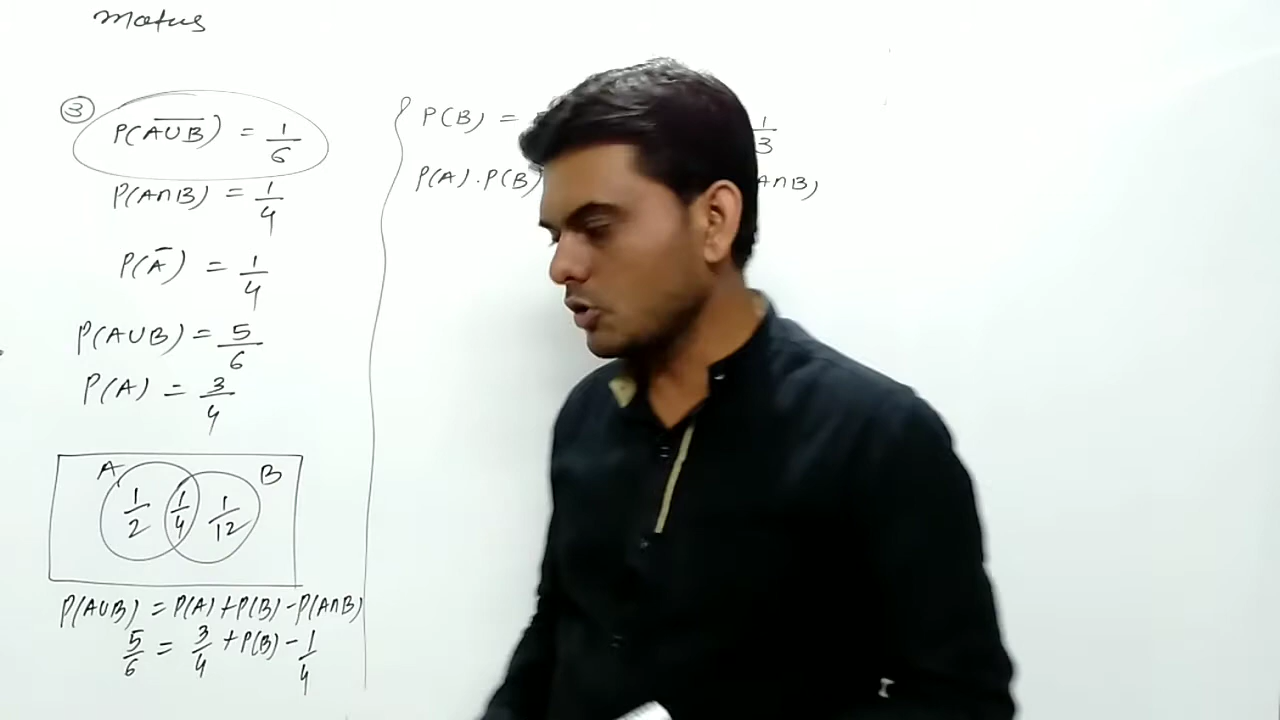 ③
P(A̅U̅B̅) = 1/6
P(A∩B) = 1/4
P(A̅) = 1/4
P(AUB) = 5/6
P(A) = 3/4
A B
1/2 1/4 1/12
P(AUB) = P(A) + P(B) - P(A∩B)
5/6 = 3/4 + P(B) - 1/4
P(B) = 1/3
P(A) . P(B) A∩B)